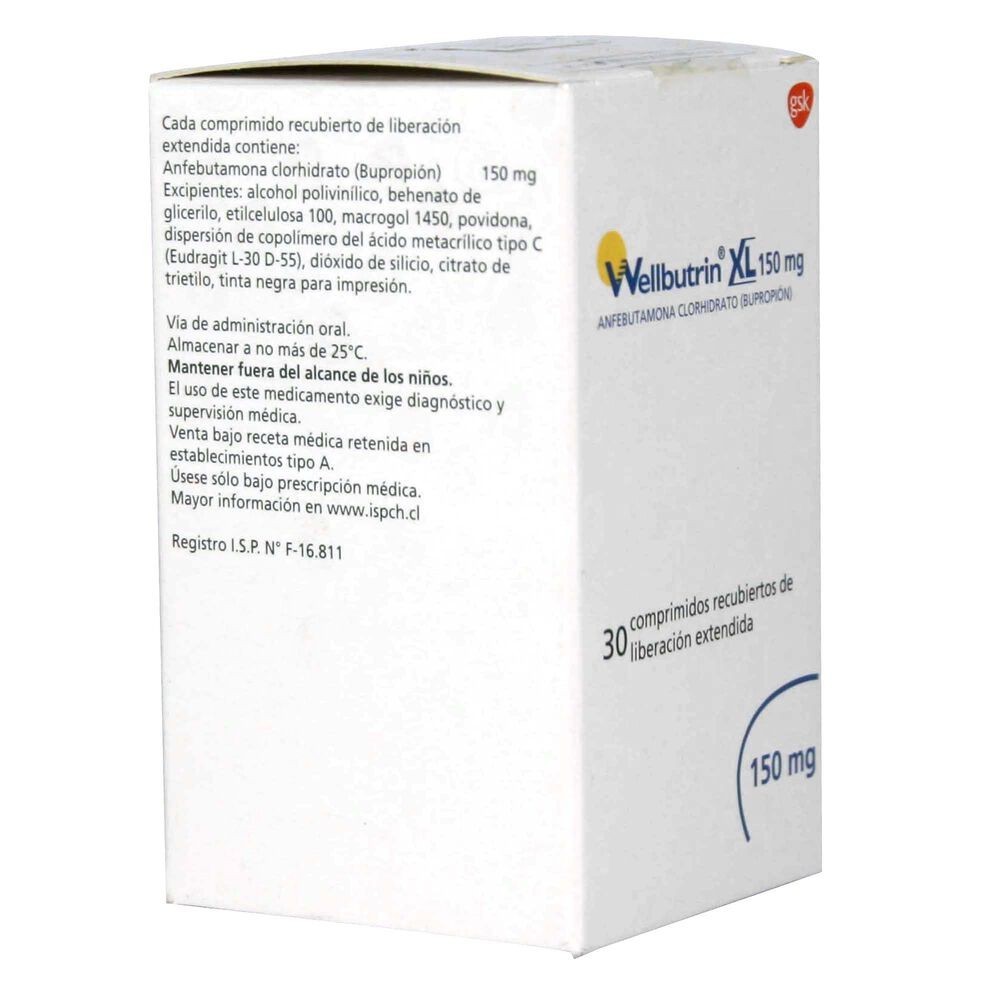 Cada comprimido recubierto de liberación
extendida contiene:
Anfebutamona clorhidrato (Bupropión) 150 mg
Excipientes: alcohol polivinílico, behenato de
glicerilo, etilcelulosa 100, macrogol 1450, povidona,
dispersión de copolímero del ácido metacrílico tipo C
(Eudragit L-30 D-55), dióxido de silicio, citrato de
trietilo, tinta negra para impresión.
Vía de administración oral.
Almacenar a no más de 25°C.
Mantener fuera del alcance de los niños.
El uso de este medicamento exige diagnóstico y
supervisión médica.
Venta bajo receta médica retenida en
establecimientos tipo A.
Úsese sólo bajo prescripción médica.
Mayor información en www.ispch.cl
Registro I.S.P. N° F-16.811
gsk
Wellbutrin® XL 150 mg
ANFEBUTAMONA CLORHIDRATO (BUPROPIÓN)
30 comprimidos recubiertos de
liberación extendida
150 mg